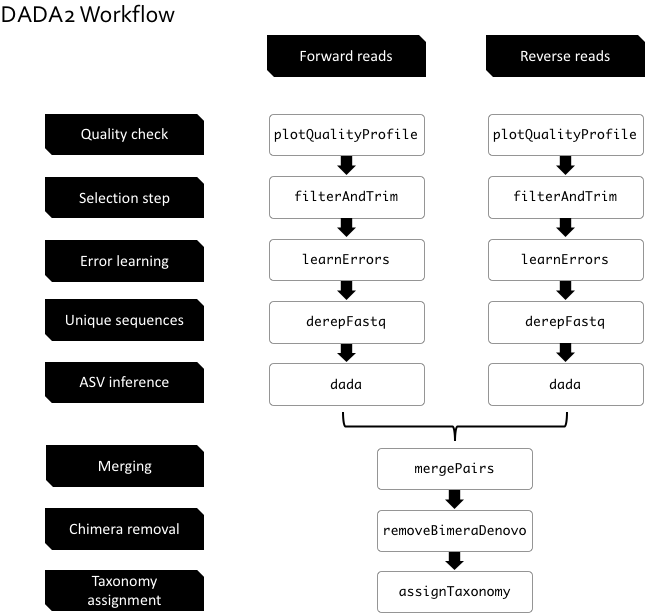 DADA2 Workflow
Forward reads
Reverse reads
Quality check
plotQualityProfile
plotQualityProfile
Selection step
filterAndTrim
filterAndTrim
Error learning
learnErrors
learnErrors
Unique sequences
derepFastq
derepFastq
ASV inference
dada
dada
Merging
mergePairs
Chimera removal
removeBimeraDenovo
Taxonomy
assignment
assignTaxonomy